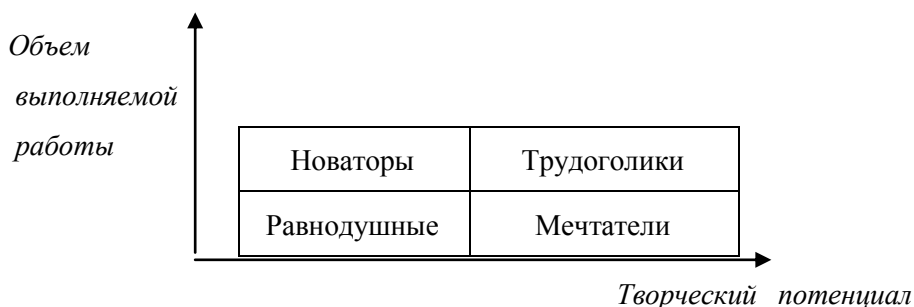 Объем
выполняемой
работы
Новаторы Трудоголики
Равнодушные Мечтатели
Творческий потенциал